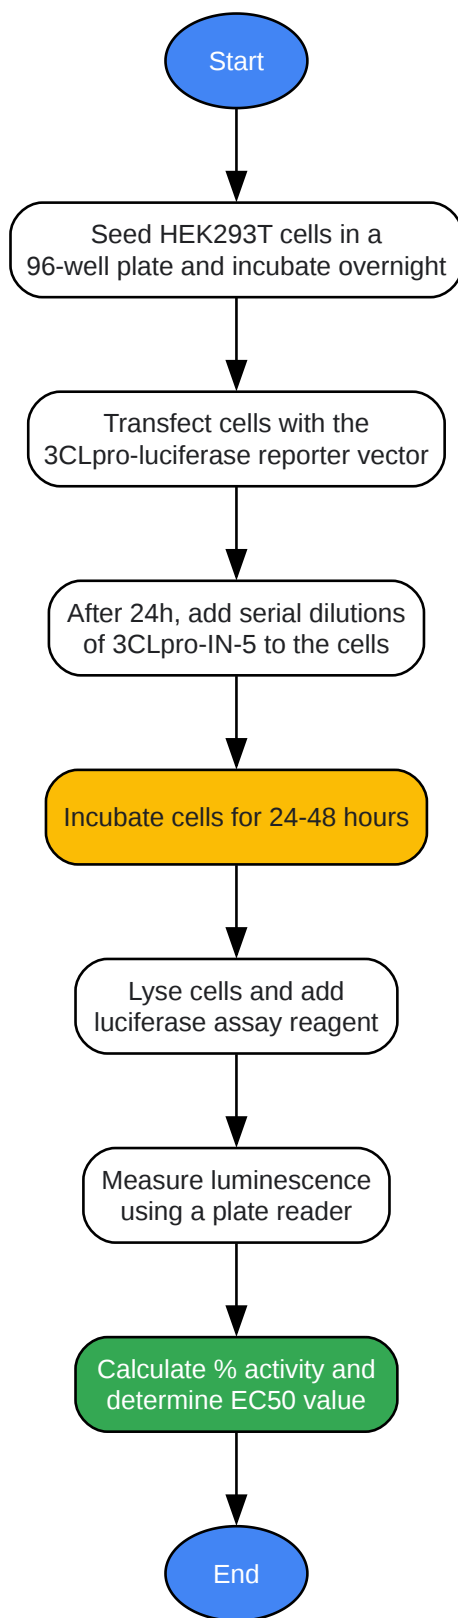 Start
Seed HEK293T cells in a
96-well plate and incubate overnight
Transfect cells with the
3CLpro-luciferase reporter vector
After 24h, add serial dilutions
of 3CLpro-IN-5 to the cells
Incubate cells for 24-48 hours
Lyse cells and add
luciferase assay reagent
Measure luminescence
using a plate reader
Calculate % activity and
determine EC50 value
End